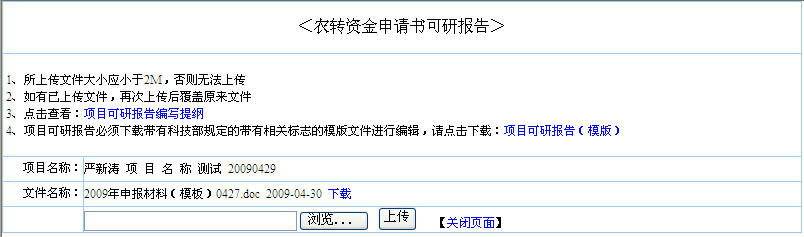 ＜农转资金申请书可研报告＞
1、所上传文件大小应小于2M，否则无法上传
2、如有已上传文件，再次上传后覆盖原来文件
3、点击查看：项目可研报告编写提纲
4、项目可研报告必须下载带有科技部规定的带有相关标志的模版文件进行编辑，请点击下载：项目可研报告（模版）
项目名称：严新涛 项 目 名 称 测试 20090429
文件名称：2009年申报材料（模板）0427.doc 2009-04-30 下载
浏览... 上传 【关闭页面】